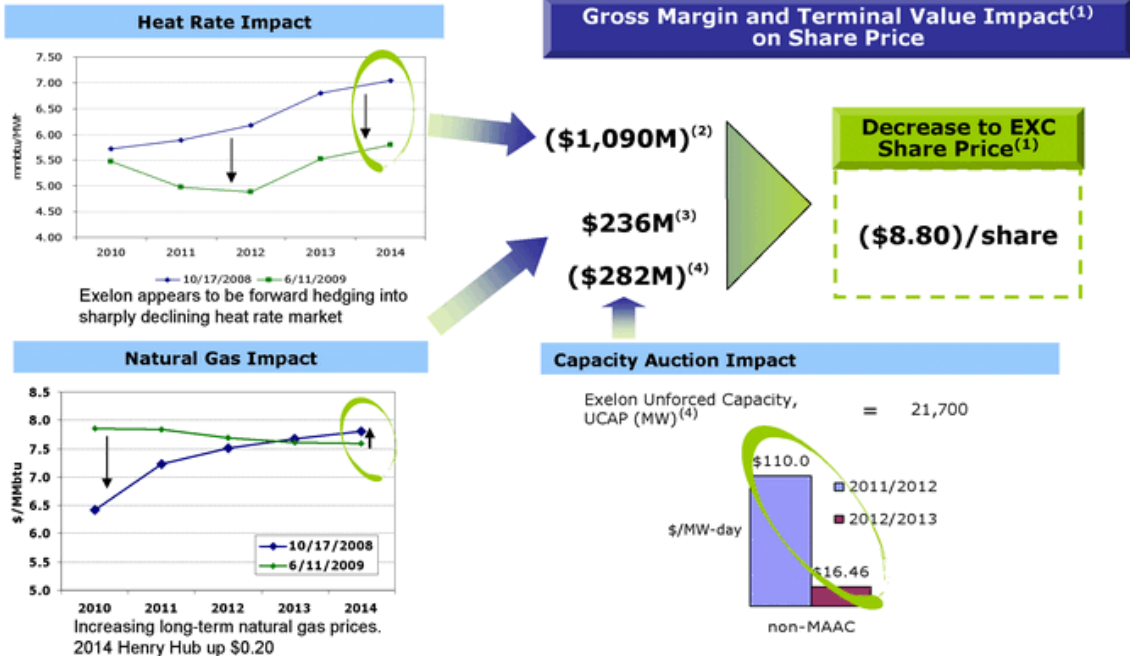 Heat Rate Impact
7.50
7.00
6.50
6.00
5.50
5.00
4.50
4.00
mmbtu/MWh
2010 2011 2012 2013 2014
10/17/2008 6/11/2009
Exelon appears to be forward hedging into
sharply declining heat rate market
Natural Gas Impact
8.5
8.0
7.5
7.0
6.5
6.0
5.5
5.0
$/MMbtu
10/17/2008
6/11/2009
2010 2011 2012 2013 2014
Increasing long-term natural gas prices.
2014 Henry Hub up $0.20
Gross Margin and Terminal Value Impact(1)
on Share Price
($1,090M)(2)
$236M(3)
($282M)(4)
Decrease to EXC
Share Price(1)
($8.80)/share
Capacity Auction Impact
Exelon Unforced Capacity,
UCAP (MW)(4)
= 21,700
$110.0
2011/2012
2012/2013
$/MW-day
$16.46
non-MAAC